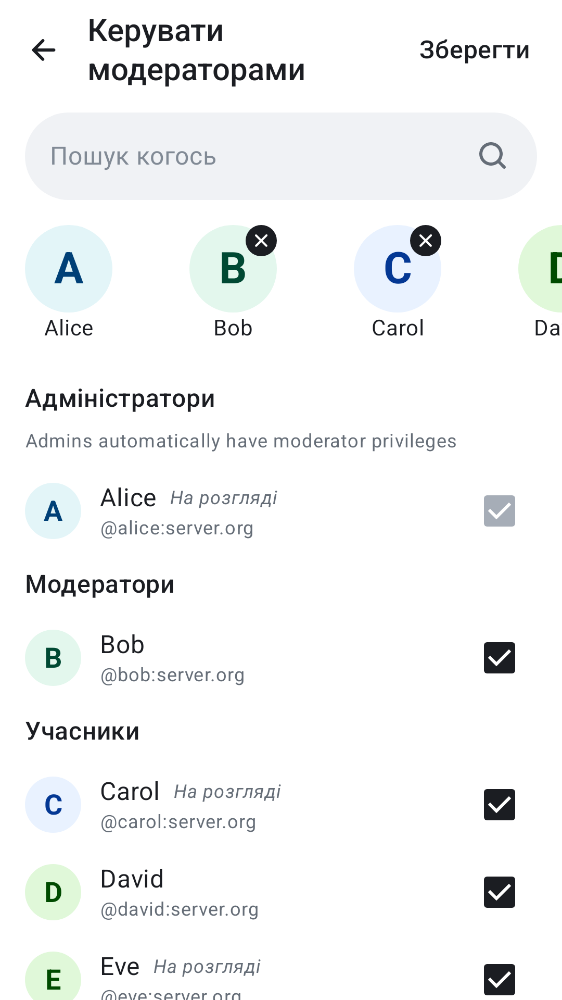 Керувати
модераторами
Зберегти
Пошук когось
A
B
C
D
Alice
Bob
Carol
Da
Адміністратори
Admins automatically have moderator privileges
A
Alice На розгляді
@alice:server.org
Модератори
B
Bob
@bob:server.org
Учасники
C
Carol На розгляді
@carol:server.org
D
David
@david:server.org
E
Eve На розгляді
@eve:server.org